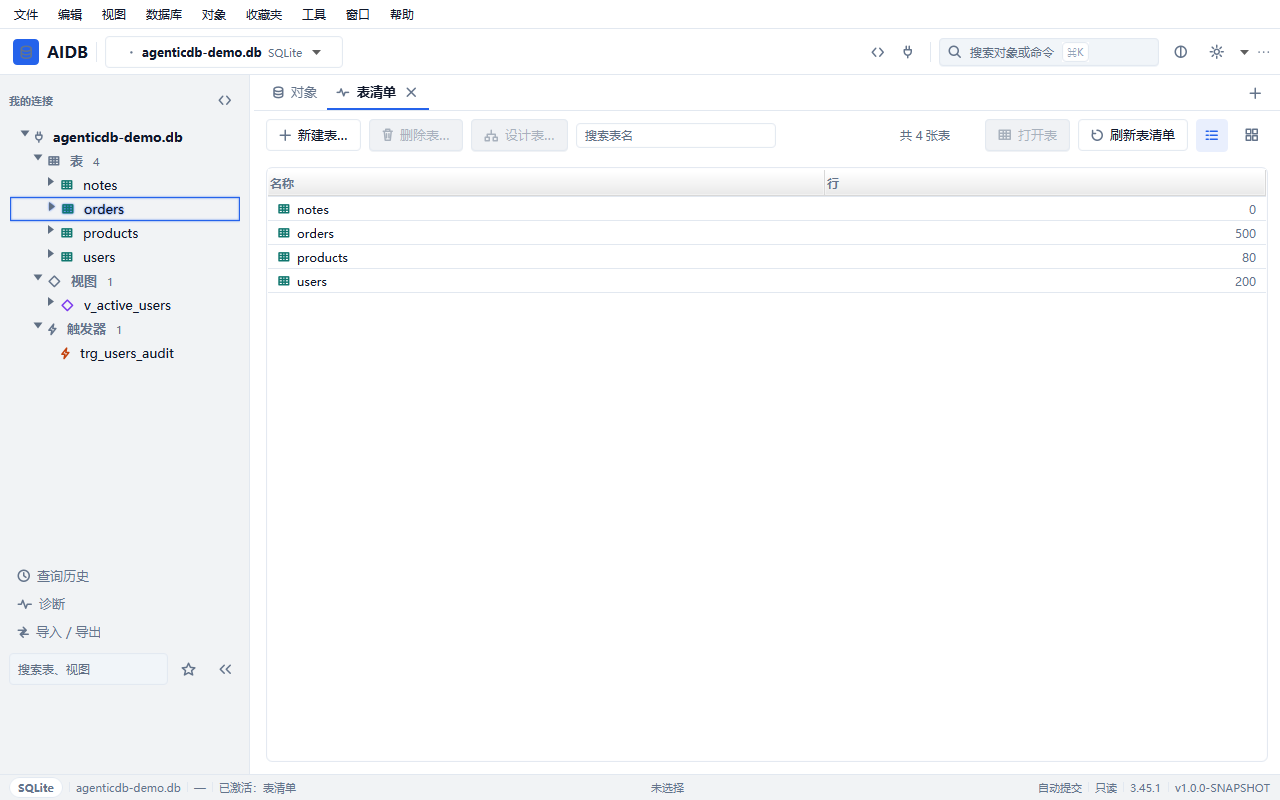 文件 编辑 视图 数据库 对象 收藏夹 工具 窗口 帮助
AIDB agenticdb-demo.db SQLite 搜索对象或命令 ⌘K
我的连接
agenticdb-demo.db
表 4
notes
orders
products
users
视图 1
v_active_users
触发器 1
trg_users_audit
查询历史
诊断
导入 / 导出
搜索表、视图
对象 表清单
新建表... 删除表... 设计表... 搜索表名 共 4 张表 打开表 刷新表清单
名称 行
notes 0
orders 500
products 80
users 200
SQLite agenticdb-demo.db — 已激活：表清单 未选择 自动提交 只读 3.45.1 v1.0.0-SNAPSHOT